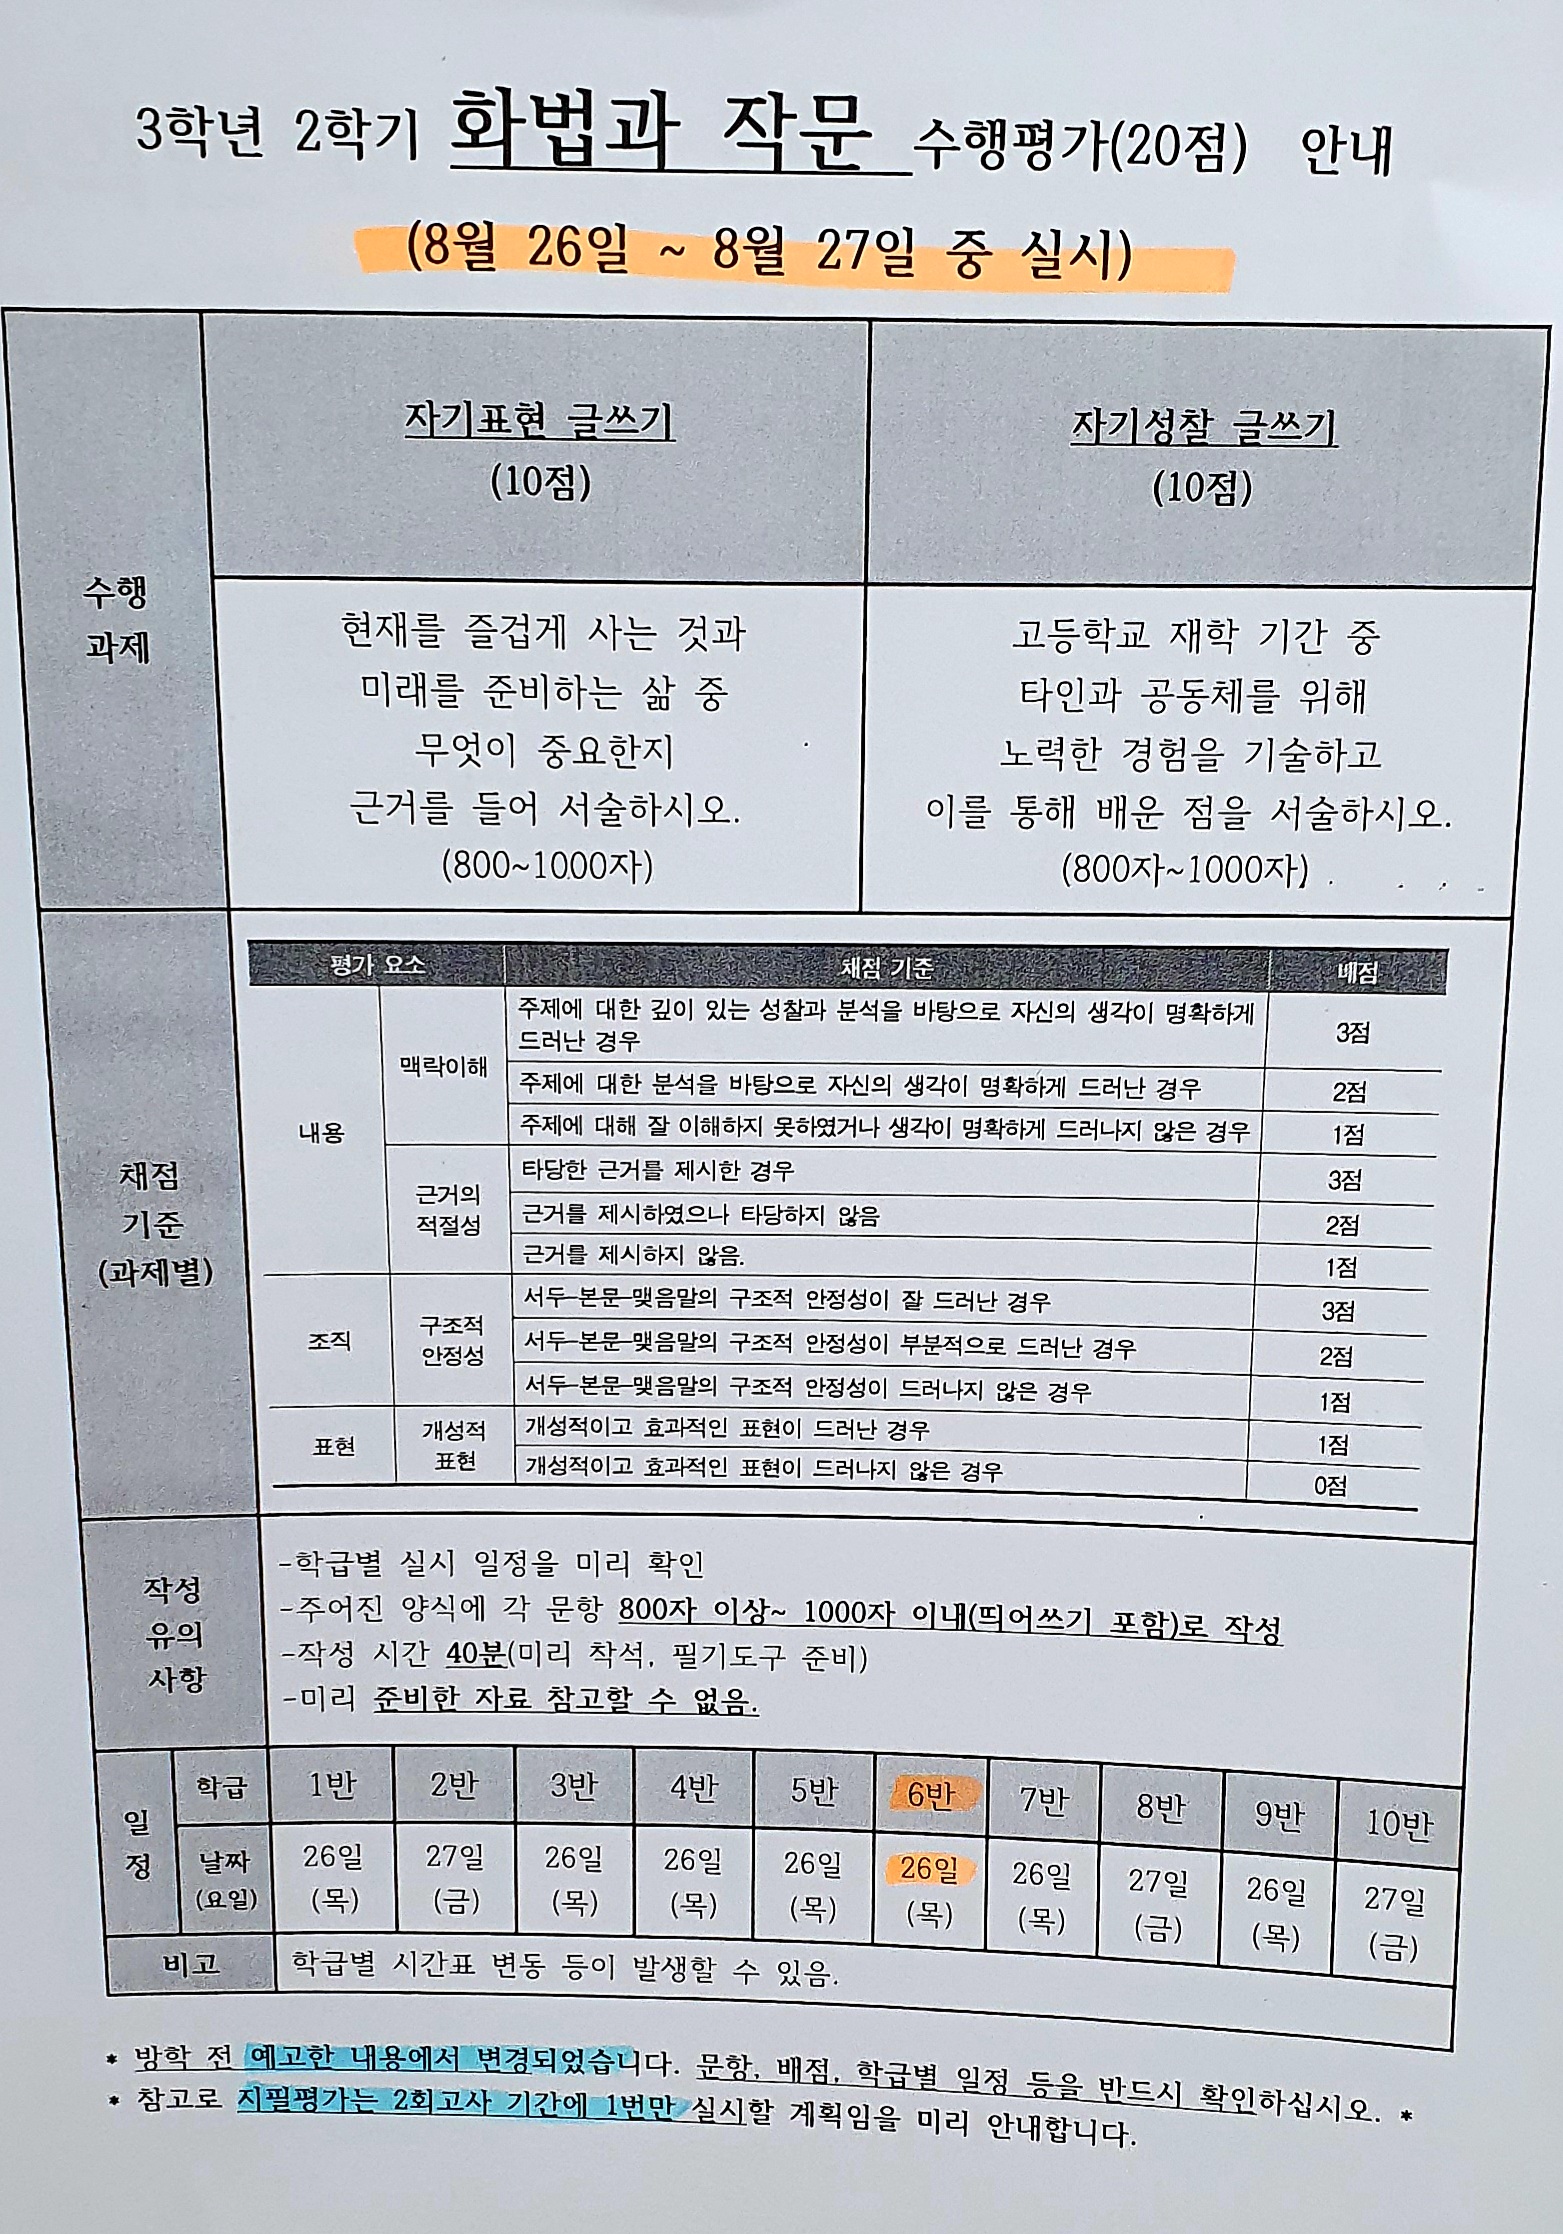 3학년 2학기 화법과 작문 수행평가(20점) 안내
(8월 26일 ~ 8월 27일 중 실시)
수행
과제
자기표현 글쓰기
(10점)
자기성찰 글쓰기
(10점)
현재를 즐겁게 사는 것과
미래를 준비하는 삶 중
무엇이 중요한지
근거를 들어 서술하시오.
(800~1000자)
고등학교 재학 기간 중
타인과 공동체를 위해
노력한 경험을 기술하고
이를 통해 배운 점을 서술하시오.
(800자~1000자)
채점
기준
(과제별)
평가 요소 채점 기준 배점
내용
맥락이해
주제에 대한 깊이 있는 성찰과 분석을 바탕으로 자신의 생각이 명확하게
드러난 경우
3점
주제에 대한 분석을 바탕으로 자신의 생각이 명확하게 드러난 경우 2점
주제에 대해 잘 이해하지 못하였거나 생각이 명확하게 드러나지 않은 경우 1점
근거의
적절성
타당한 근거를 제시한 경우 3점
근거를 제시하였으나 타당하지 않음 2점
근거를 제시하지 않음. 1점
조직
구조적
안정성
서두-본문-맺음말의 구조적 안정성이 잘 드러난 경우 3점
서두-본문-맺음말의 구조적 안정성이 부분적으로 드러난 경우 2점
서두-본문-맺음말의 구조적 안정성이 드러나지 않은 경우 1점
표현
개성적
표현
개성적이고 효과적인 표현이 드러난 경우 1점
개성적이고 효과적인 표현이 드러나지 않은 경우 0점
작성
유의
사항
-학급별 실시 일정을 미리 확인
-주어진 양식에 각 문항 800자 이상~ 1000자 이내(띄어쓰기 포함)로 작성
-작성 시간 40분(미리 착석, 필기도구 준비)
-미리 준비한 자료 참고할 수 없음.
일
정
학급 1반 2반 3반 4반 5반 6반 7반 8반 9반 10반
날짜 26일 27일 26일 26일 26일 26일 26일 27일 26일 27일
(요일) (목) (금) (목) (목) (목) (목) (목) (금) (목) (금)
비고 학급별 시간표 변동 등이 발생할 수 있음.
* 방학 전 예고한 내용에서 변경되었습니다. 문항, 배점, 학급별 일정 등을 반드시 확인하십시오. *
* 참고로 지필평가는 2회고사 기간에 1번만 실시할 계획임을 미리 안내합니다.